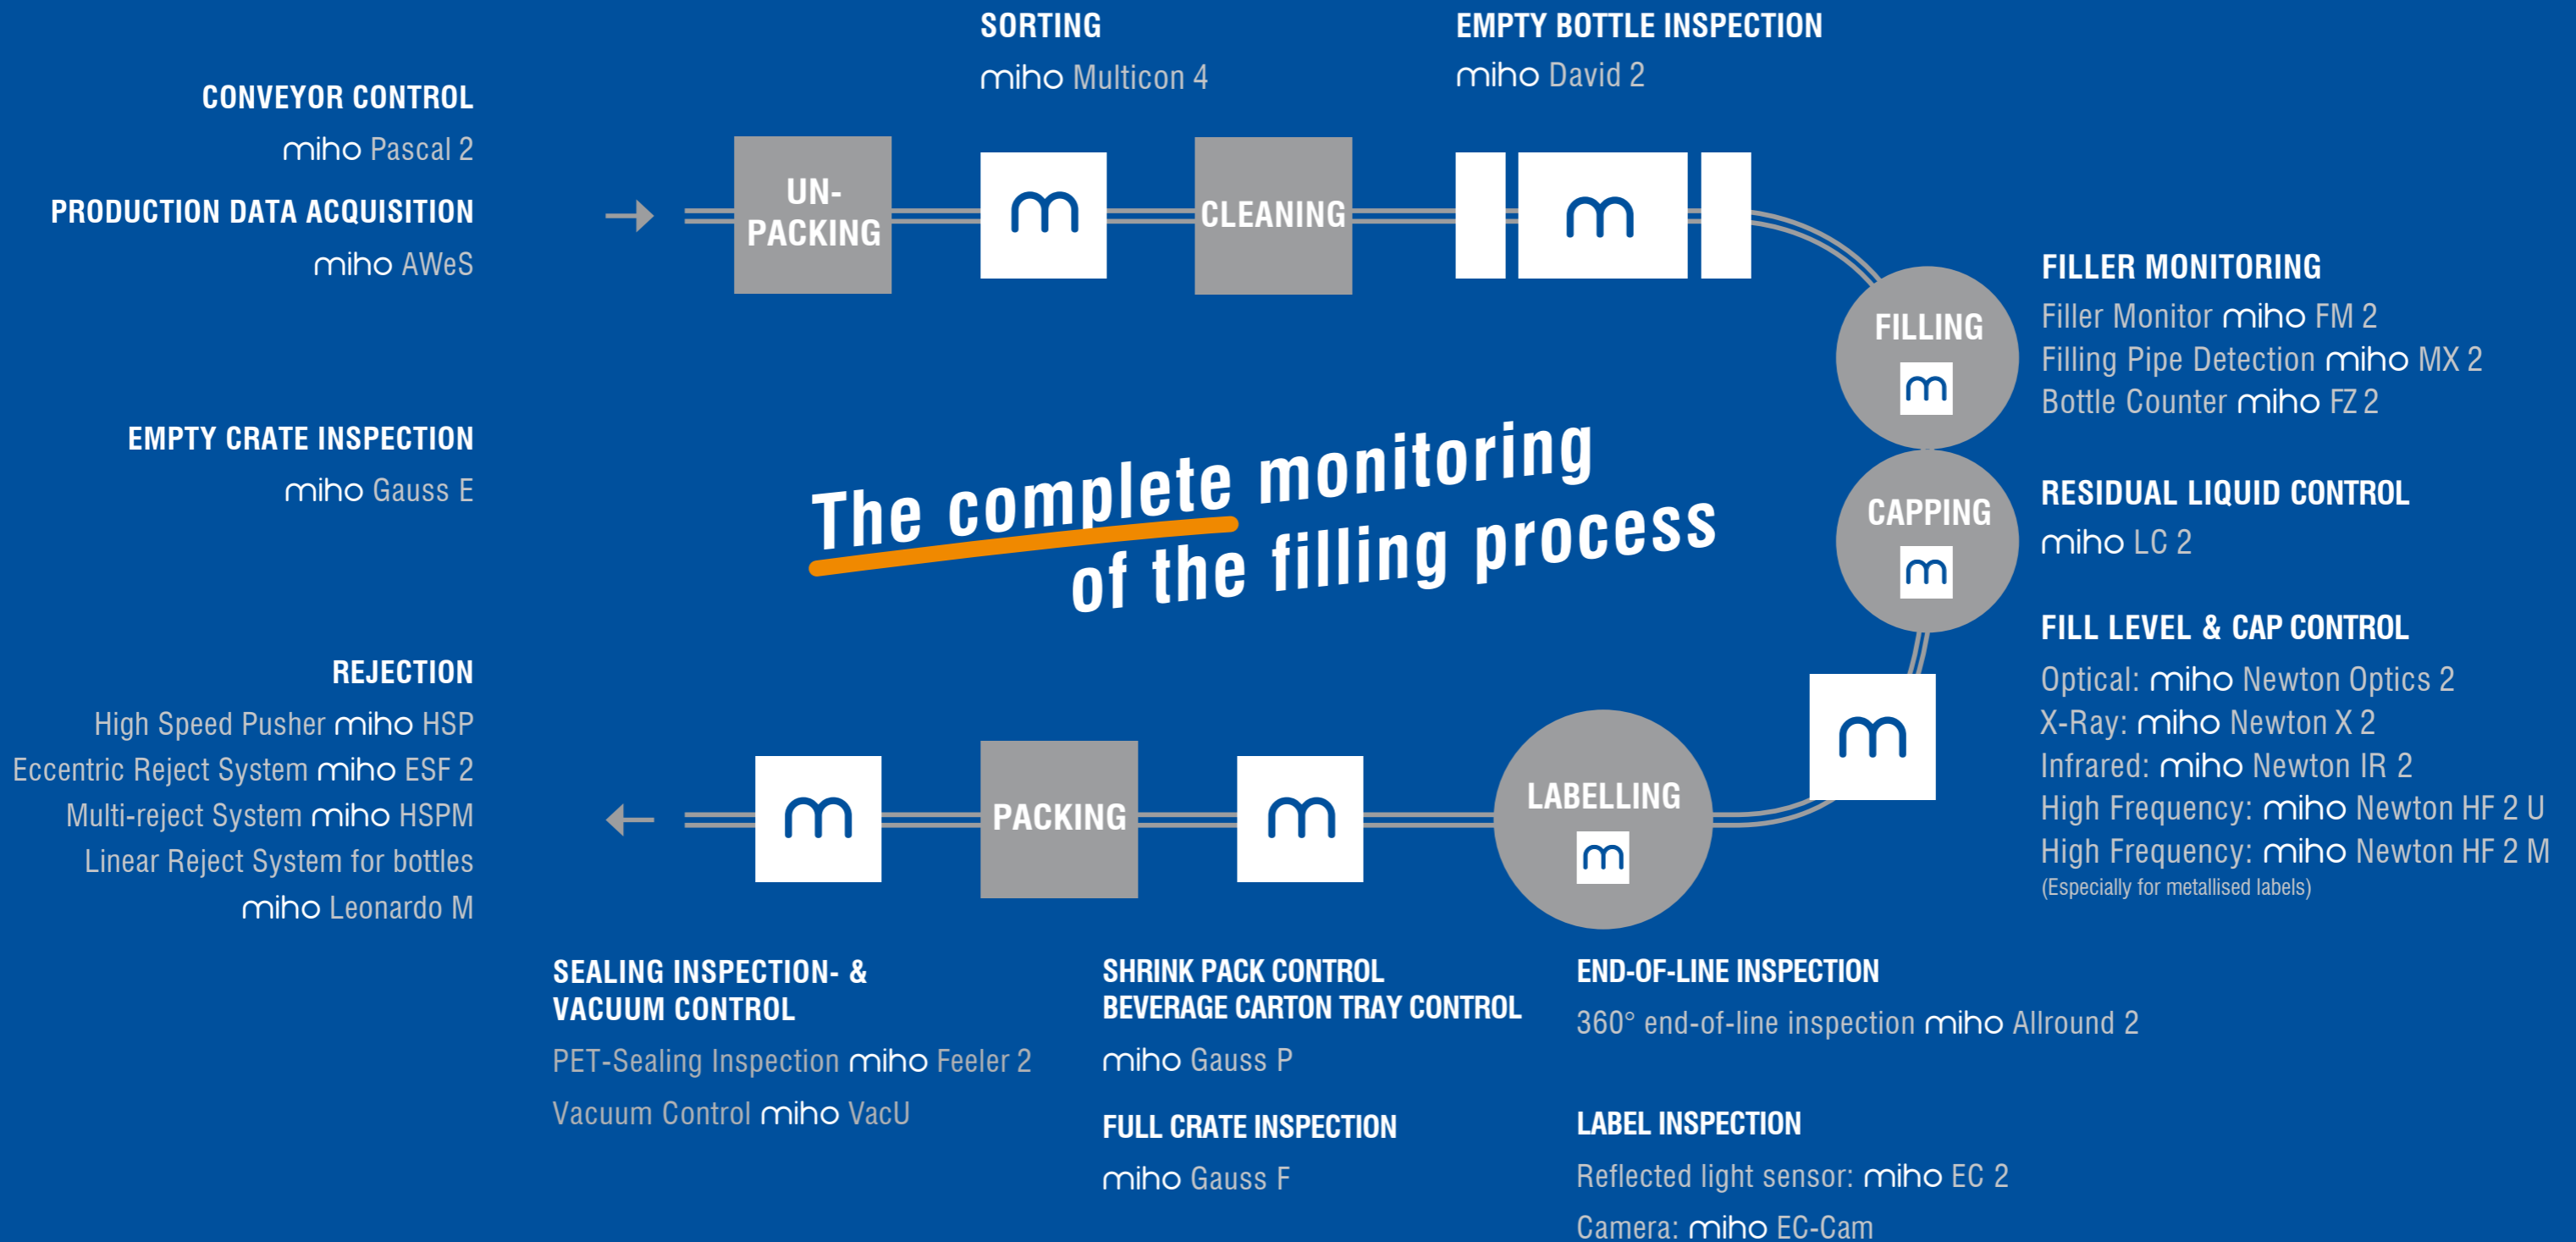 CONVEYOR CONTROL
miho Pascal 2
PRODUCTION DATA ACQUISITION
miho AWeS
EMPTY CRATE INSPECTION
miho Gauss E
REJECTION
High Speed Pusher miho HSP
Eccentric Reject System miho ESF 2
Multi-reject System miho HSPM
Linear Reject System for bottles
miho Leonardo M
SORTING
miho Multicon 4
EMPTY BOTTLE INSPECTION
miho David 2
UN-
PACKING
m
CLEANING
m
FILLING
m
CAPPING
m
The complete monitoring
of the filling process
FILLER MONITORING
Filler Monitor miho FM 2
Filling Pipe Detection miho MX 2
Bottle Counter miho FZ 2
RESIDUAL LIQUID CONTROL
miho LC 2
FILL LEVEL & CAP CONTROL
Optical: miho Newton Optics 2
X-Ray: miho Newton X 2
Infrared: miho Newton IR 2
High Frequency: miho Newton HF 2 U
High Frequency: miho Newton HF 2 M
(Especially for metallised labels)
m
LABELLING
m
m
PACKING
m
SEALING INSPECTION- &
VACUUM CONTROL
PET-Sealing Inspection miho Feeler 2
Vacuum Control miho VacU
SHRINK PACK CONTROL
BEVERAGE CARTON TRAY CONTROL
miho Gauss P
FULL CRATE INSPECTION
miho Gauss F
END-OF-LINE INSPECTION
360° end-of-line inspection miho Allround 2
LABEL INSPECTION
Reflected light sensor: miho EC 2
Camera: miho EC-Cam